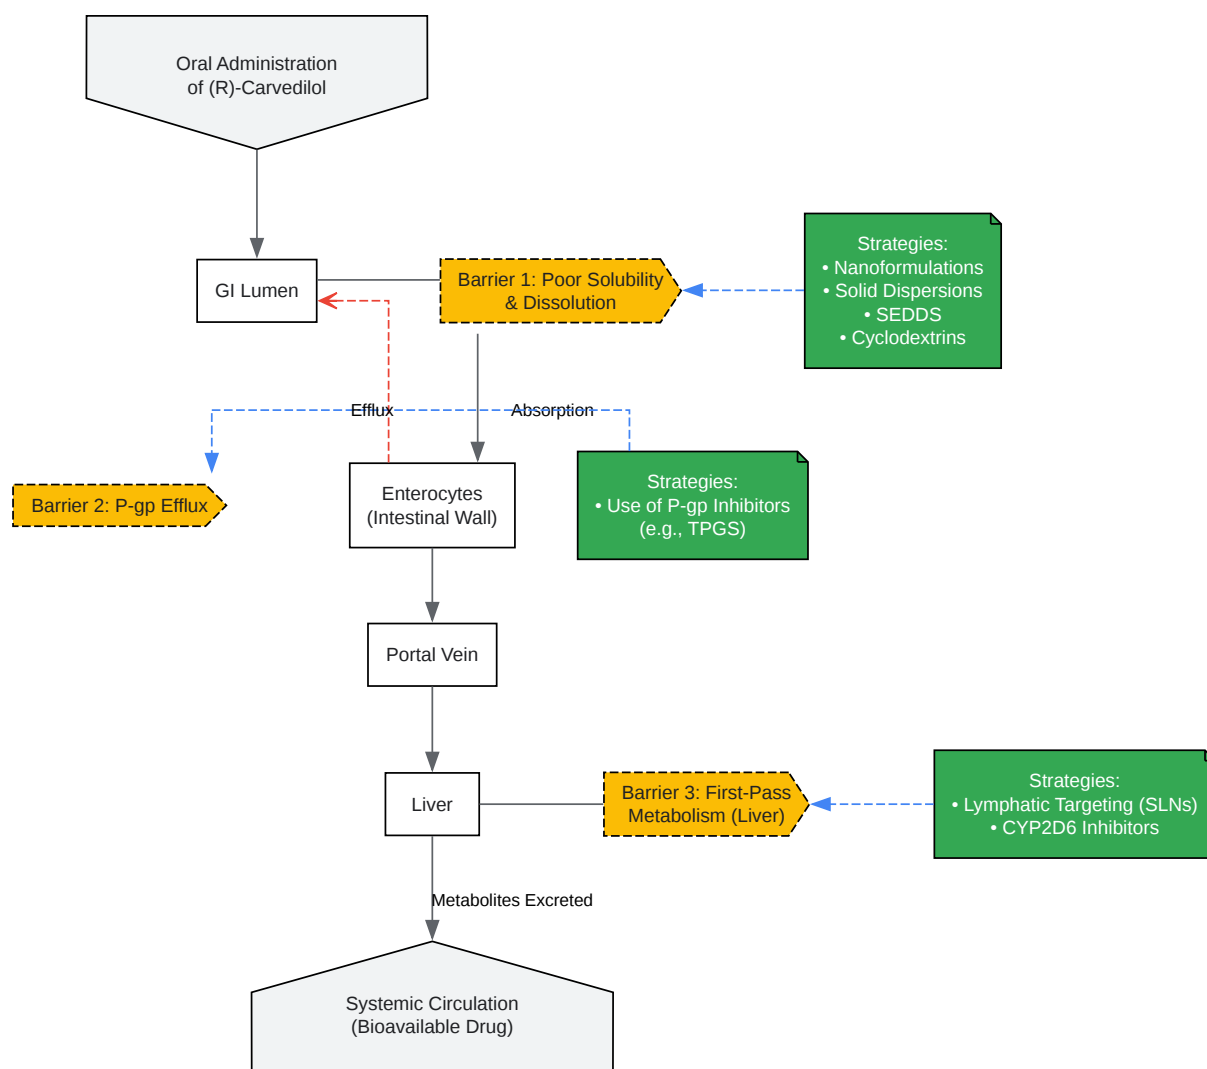 Oral Administration
of (R)-Carvedilol
GI Lumen
Barrier 1: Poor Solubility
& Dissolution
Strategies:
• Nanoformulations
• Solid Dispersions
• SEDDS
• Cyclodextrins
Efflux
Absorption
Barrier 2: P-gp Efflux
Enterocytes
(Intestinal Wall)
Strategies:
• Use of P-gp Inhibitors
(e.g., TPGS)
Portal Vein
Liver
Barrier 3: First-Pass
Metabolism (Liver)
Strategies:
• Lymphatic Targeting (SLNs)
• CYP2D6 Inhibitors
Metabolites Excreted
Systemic Circulation
(Bioavailable Drug)